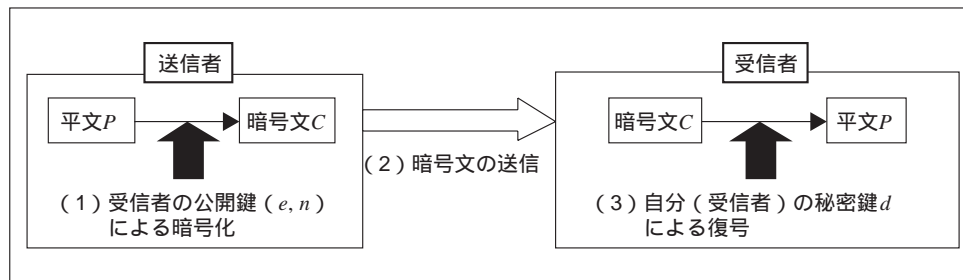 送信者
平文P
暗号文C
(1)受信者の公開鍵(e, n)
による暗号化
(2)暗号文の送信
受信者
暗号文C
平文P
(3)自分(受信者)の秘密鍵d
による復号